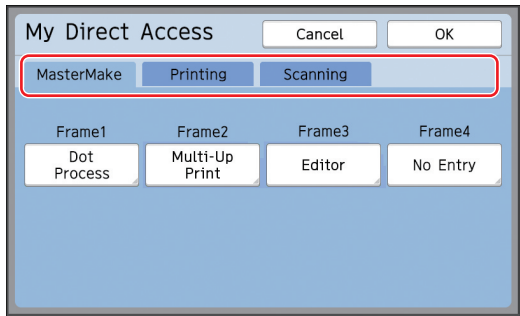 My Direct Access Cancel OK
MasterMake Printing Scanning
Frame1 Frame2 Frame3 Frame4
Dot Process Multi-Up Print Editor No Entry